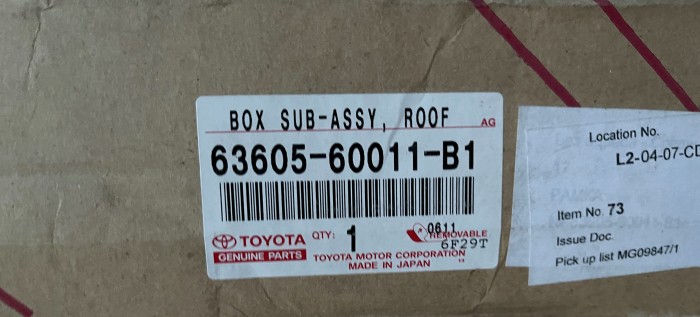 BOX SUB-ASSY, ROOF
AG
63605-60011-B1
TOYOTA
GENUINE PARTS
QTY: 1
0611
REMOVABLE
6F29T
TOYOTA MOTOR CORPORATION
MADE IN JAPAN
Location No.
L2-04-07-CD
Item No. 73
Issue Doc.
Pick up list MG09847/1